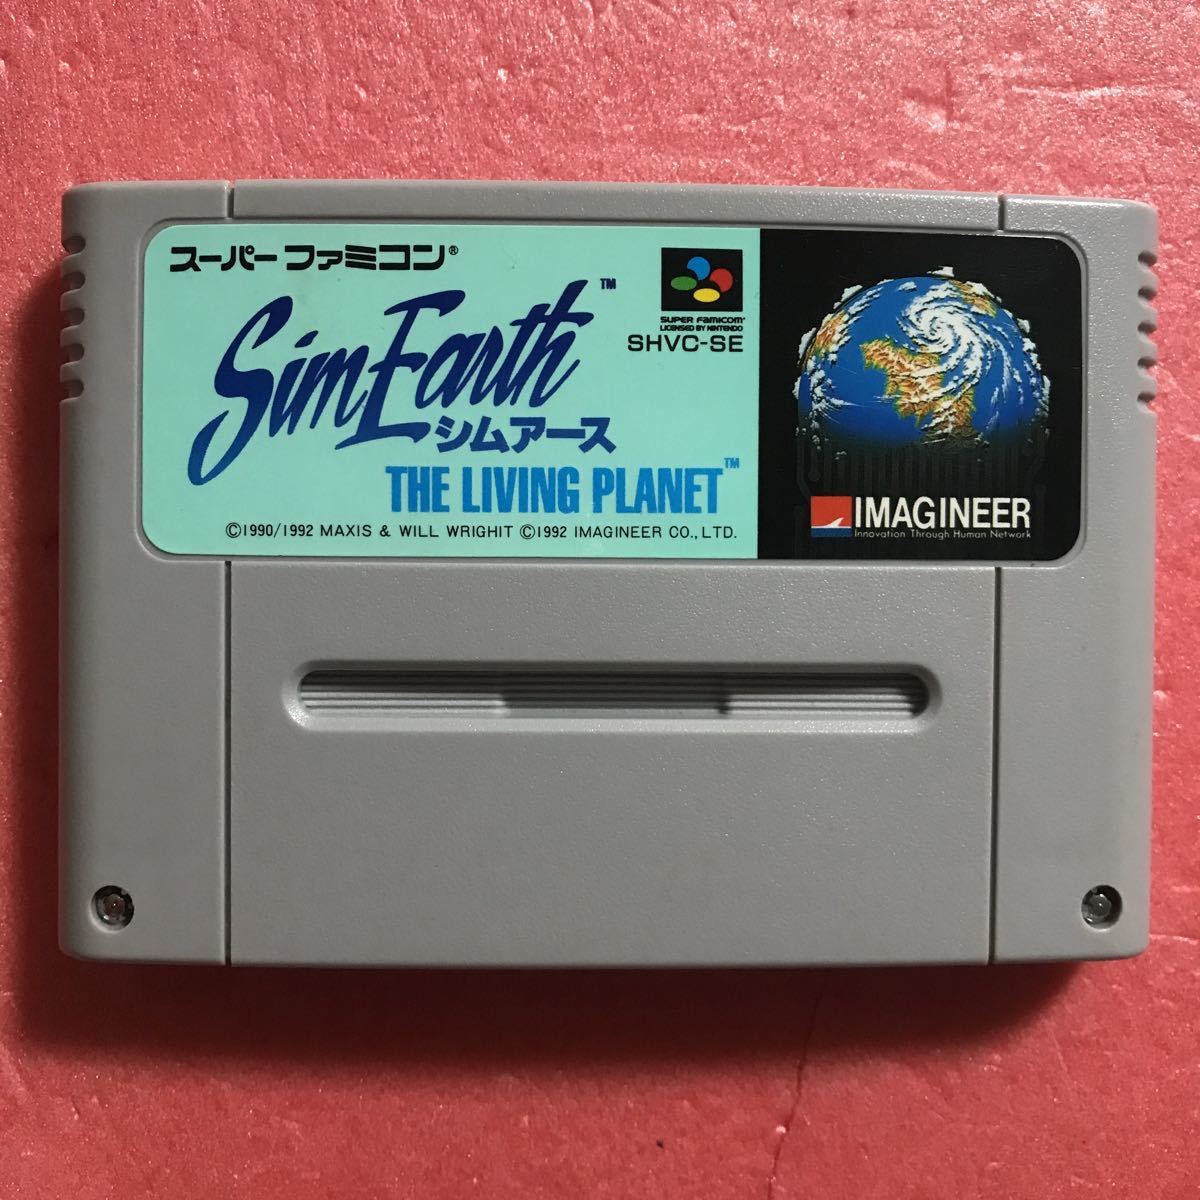 スーパーファミコン®
SimEarth™
シムアース
THE LIVING PLANET™
©1990/1992 MAXIS & WILL WRIGHIT ©1992 IMAGINEER CO., LTD.
SUPER FAMICOM
LICENSED BY NINTENDO
SHVC-SE
IMAGINEER
Innovation Through Human Network